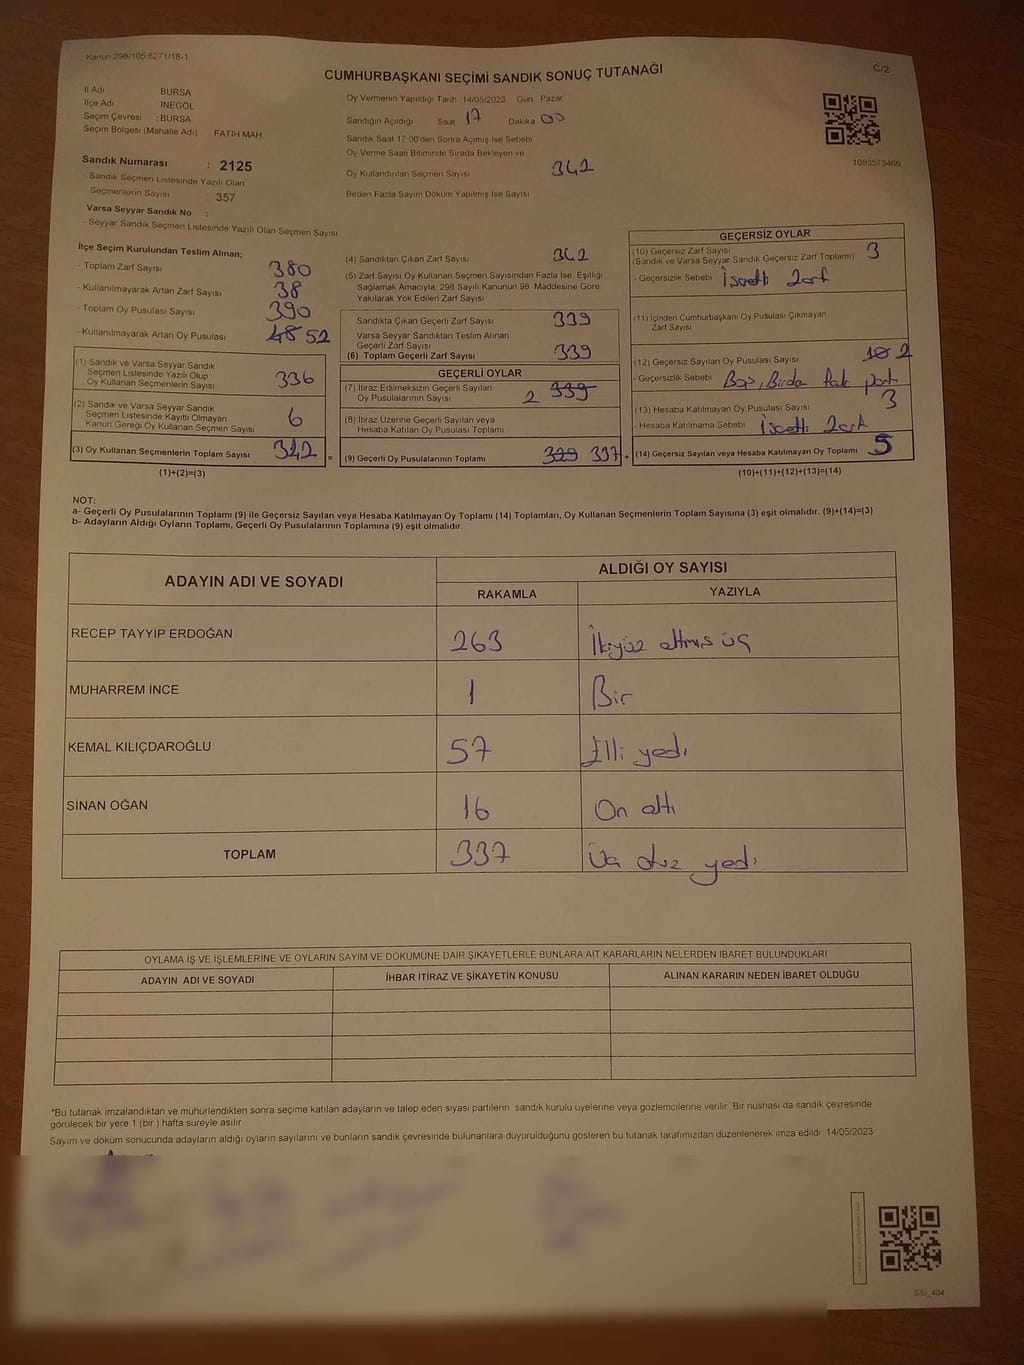 Kanun:298/105,6271/18-1
C/2
CUMHURBAŞKANI SEÇİMİ SANDIK SONUÇ TUTANAĞI
İl Adı BURSA
İlçe Adı İNEGÖL
Seçim Çevresi :BURSA
Seçim Bölgesi (Mahalle Adı) FATİH MAH.
Sandık Numarası : 2125
- Sandık Seçmen Listesinde Yazılı Olan
Seçmenlerin Sayısı : 357
Varsa Seyyar Sandık No :
- Seyyar Sandık Seçmen Listesinde Yazılı Olan Seçmen Sayısı
Oy Vermenin Yapıldığı Tarih 14/05/2023 Gün Pazar
Sandığın Açıldığı Saat 17 Dakika 00
Sandık Saat 17:00'den Sonra Açılmış İse Sebebi
Oy Verme Saati Bitiminde Sırada Bekleyen ve
Oy Kullandırılan Seçmen Sayısı 342
Birden Fazla Sayım Döküm Yapılmış İse Sayısı
1093573466
İlçe Seçim Kurulundan Teslim Alınan;
- Toplam Zarf Sayısı 380
- Kullanılmayarak Artan Zarf Sayısı 38
- Toplam Oy Pusulası Sayısı 390
- Kullanılmayarak Artan Oy Pusulası 48 52
(1) Sandık ve Varsa Seyyar Sandık
Seçmen Listesinde Yazılı Olup
Oy Kullanan Seçmenlerin Sayısı 336
(2) Sandık ve Varsa Seyyar Sandık
Seçmen Listesinde Kayıtlı Olmayan
Kanun Gereği Oy Kullanan Seçmen Sayısı 6
(3) Oy Kullanan Seçmenlerin Toplam Sayısı 342
(1)+(2)=(3)
(4) Sandıktan Çıkan Zarf Sayısı 342
(5) Zarf Sayısı Oy Kullanan Seçmen Sayısından Fazla İse, Eşitliği
Sağlamak Amacıyla, 298 Sayılı Kanunun 98. Maddesine Göre
Yakılarak Yok Edilen Zarf Sayısı
Sandıkta Çıkan Geçerli Zarf Sayısı 339
Varsa Seyyar Sandıktan Teslim Alınan
Geçerli Zarf Sayısı
(6) Toplam Geçerli Zarf Sayısı 339
GEÇERLİ OYLAR
(7) İtiraz Edilmeksizin Geçerli Sayılan
Oy Pusulalarının Sayısı 2 339
(8) İtiraz Üzerine Geçerli Sayılan veya
Hesaba Katılan Oy Pusulası Toplamı
= (9) Geçerli Oy Pusulalarının Toplamı 329 337 +
GEÇERSİZ OYLAR
(10) Geçersiz Zarf Sayısı 3
(Sandık ve Varsa Seyyar Sandık Geçersiz Zarf Toplamı)
- Geçersizlik Sebebi İşaretli Zarf
(11) İçinden Cumhurbaşkanı Oy Pusulası Çıkmayan
Zarf Sayısı
(12) Geçersiz Sayılan Oy Pusulası Sayısı 10 2
- Geçersizlik Sebebi Boş, Birden fazla parti
(13) Hesaba Katılmayan Oy Pusulası Sayısı 3
- Hesaba Katılmama Sebebi İşaretli Zarf
(14) Geçersiz Sayılan veya Hesaba Katılmayan Oy Toplamı 5
(10)+(11)+(12)+(13)=(14)
NOT:
a- Geçerli Oy Pusulalarının Toplamı (9) ile Geçersiz Sayılan veya Hesaba Katılmayan Oy Toplamı (14) Toplamları, Oy Kullanan Seçmenlerin Toplam Sayısına (3) eşit olmalıdır. (9)+(14)=(3)
b- Adayların Aldığı Oyların Toplamı, Geçerli Oy Pusulalarının Toplamına (9) eşit olmalıdır.
ADAYIN ADI VE SOYADI
ALDIĞI OY SAYISI
RAKAMLA YAZIYLA
RECEP TAYYİP ERDOĞAN 263 İkiyüz altmış üç
MUHARREM İNCE 1 Bir
KEMAL KILIÇDAROĞLU 57 Elli yedi
SİNAN OĞAN 16 On altı
TOPLAM 337 Üç otuz yedi
OYLAMA İŞ VE İŞLEMLERİNE VE OYLARIN SAYIM VE DÖKÜMÜNE DAİR ŞİKAYETLERLE BUNLARA AİT KARARLARIN NELERDEN İBARET BULUNDUKLARI
ADAYIN ADI VE SOYADI İHBAR İTİRAZ VE ŞİKAYETİN KONUSU ALINAN KARARIN NEDEN İBARET OLDUĞU
*Bu tutanak imzalandıktan ve mühürlendikten sonra seçime katılan adayların ve talep eden siyasi partilerin sandık kurulu üyelerine veya gözlemcilerine verilir. Bir nüshası da sandık çevresinde
görülecek bir yere 1 (bir) hafta süreyle asılır
Sayım ve döküm sonucunda adayların aldığı oyların sayılarını ve bunların sandık çevresinde bulunanlara duyurulduğunu gösteren bu tutanak tarafımızdan düzenlenerek imza edildi. 14/05/2023